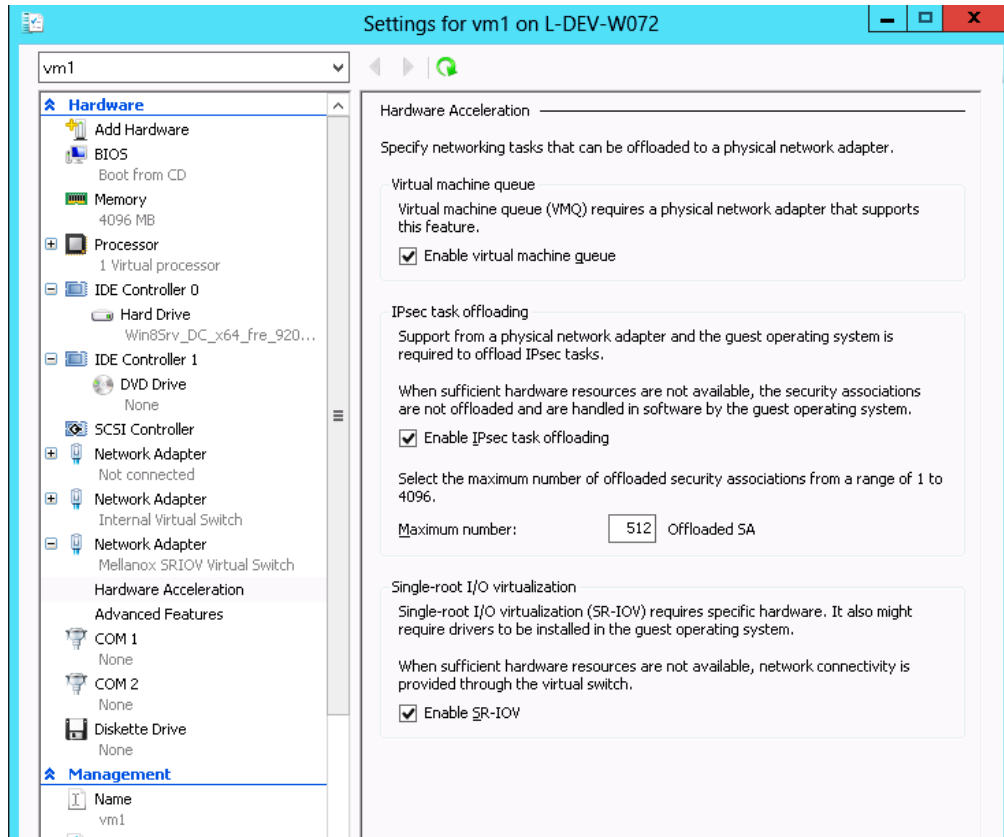 Settings for vm1 on L-DEV-W072
vm1
Hardware
Add Hardware
BIOS
Boot from CD
Memory
4096 MB
Processor
1 Virtual processor
IDE Controller 0
Hard Drive
Win8Srv_DC_x64_fre_920...
IDE Controller 1
DVD Drive
None
SCSI Controller
Network Adapter
Not connected
Network Adapter
Internal Virtual Switch
Network Adapter
Mellanox SRIOV Virtual Switch
Hardware Acceleration
Advanced Features
COM 1
None
COM 2
None
Diskette Drive
None
Management
Name
vm1
Hardware Acceleration
Specify networking tasks that can be offloaded to a physical network adapter.
Virtual machine queue
Virtual machine queue (VMQ) requires a physical network adapter that supports
this feature.
Enable virtual machine queue
IPsec task offloading
Support from a physical network adapter and the guest operating system is
required to offload IPsec tasks.
When sufficient hardware resources are not available, the security associations
are not offloaded and are handled in software by the guest operating system.
Enable IPsec task offloading
Select the maximum number of offloaded security associations from a range of 1 to
4096.
Maximum number: 512 Offloaded SA
Single-root I/O virtualization
Single-root I/O virtualization (SR-IOV) requires specific hardware. It also might
require drivers to be installed in the guest operating system.
When sufficient hardware resources are not available, network connectivity is
provided through the virtual switch.
Enable SR-IOV